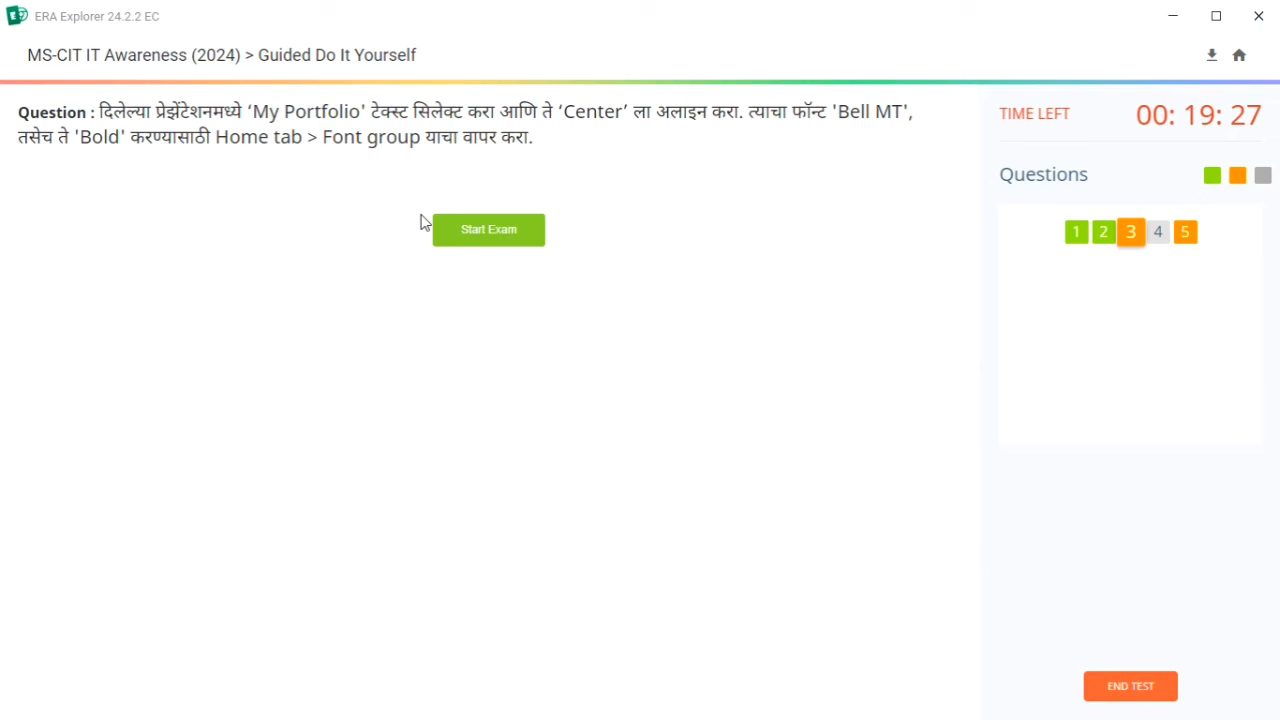 ERA Explorer 24.2.2 EC
MS-CIT IT Awareness (2024) > Guided Do It Yourself
Question : दिलेल्या प्रेझेंटेशनमध्ये ‘My Portfolio' टेक्स्ट सिलेक्ट करा आणि ते ‘Center’ ला अलाइन करा. त्याचा फॉन्ट 'Bell MT',
तसेच ते 'Bold' करण्यासाठी Home tab > Font group याचा वापर करा.
TIME LEFT 00: 19: 27
Questions
Start Exam
1 2 3 4 5
END TEST